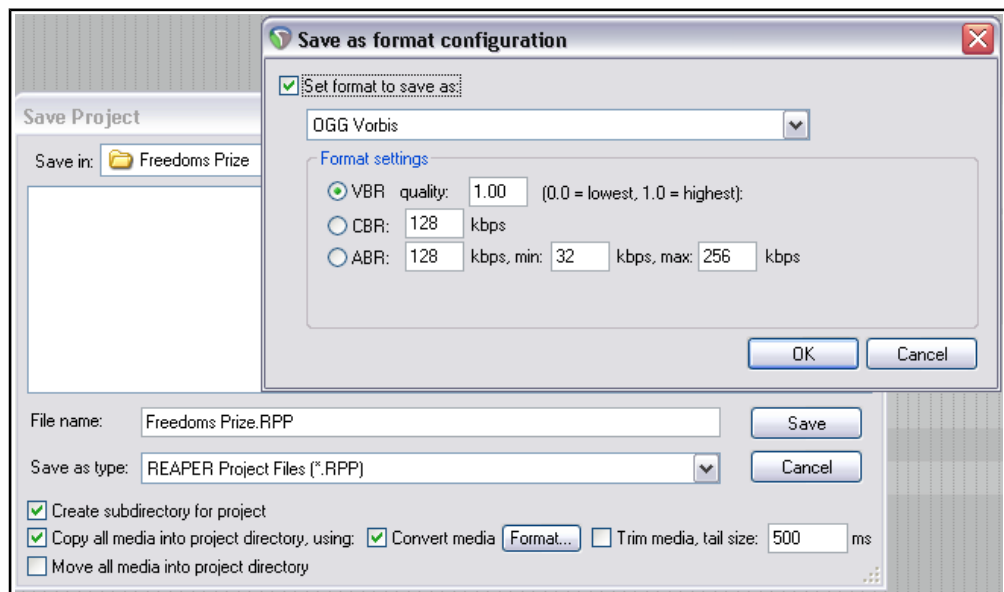 Save as format configuration
Set format to save as:
OGG Vorbis
Format settings
VBR quality: 1.00 (0.0 = lowest, 1.0 = highest):
CBR: 128 kbps
ABR: 128 kbps, min: 32 kbps, max: 256 kbps
OK Cancel
Save Project
Save in: Freedoms Prize
File name: Freedoms Prize.RPP Save
Save as type: REAPER Project Files (*.RPP) Cancel
Create subdirectory for project
Copy all media into project directory, using: Convert media Format... Trim media, tail size: 500 ms
Move all media into project directory